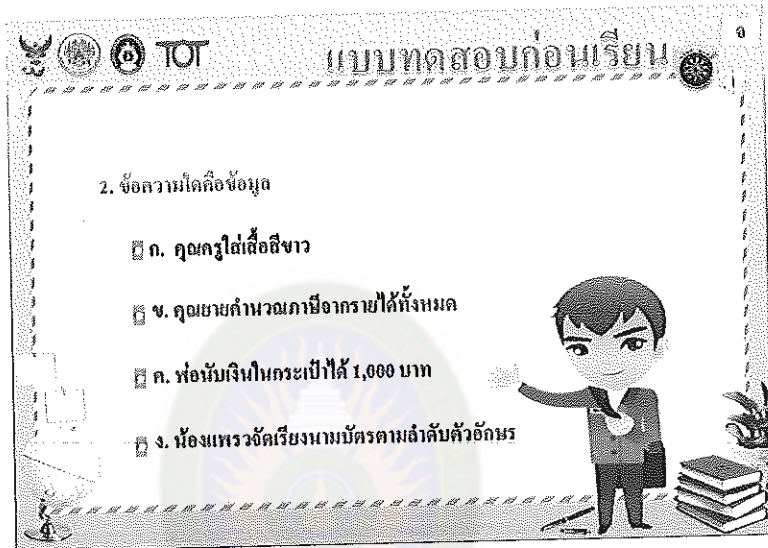 TOT
แบบทดสอบก่อนเรียน
2. ข้อความใดคือข้อมูล
ก. คุณครูใส่เสื้อสีขาว
ข. คุณยายคำนวณภาษีจากรายได้ทั้งหมด
ค. พ่อนับเงินในกระเป๋าได้ 1,000 บาท
ง. น้องแพรวจัดเรียงนามบัตรตามลำดับตัวอักษร